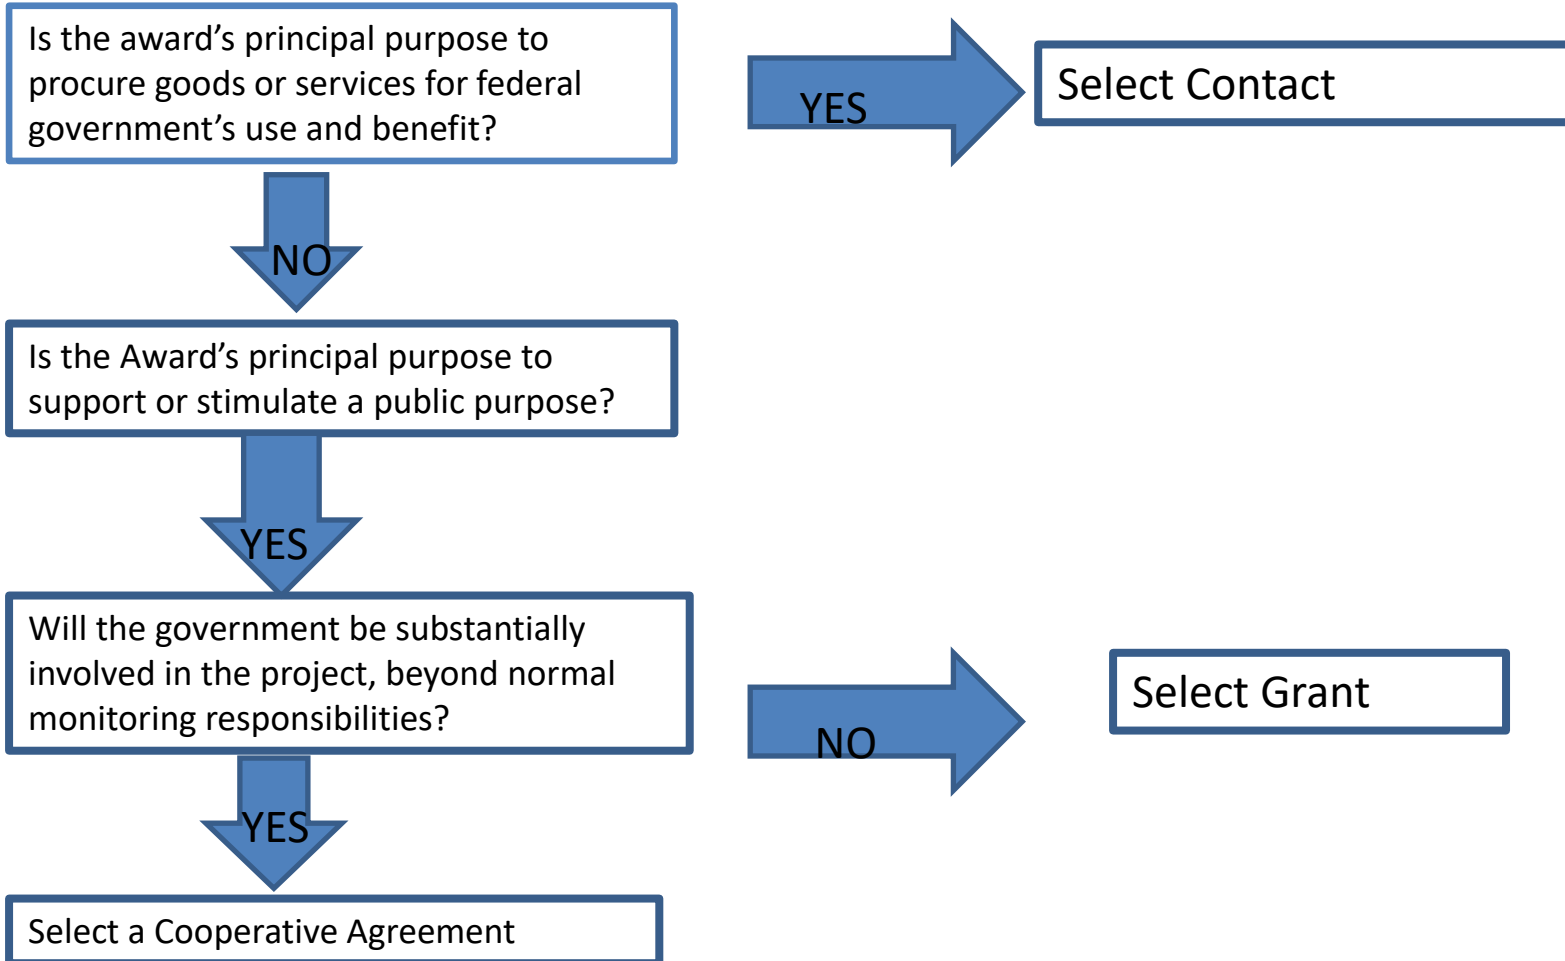 Is the award’s principal purpose to
procure goods or services for federal
government’s use and benefit?
YES
Select Contact
NO
Is the Award’s principal purpose to
support or stimulate a public purpose?
YES
Will the government be substantially
involved in the project, beyond normal
monitoring responsibilities?
NO
Select Grant
YES
Select a Cooperative Agreement